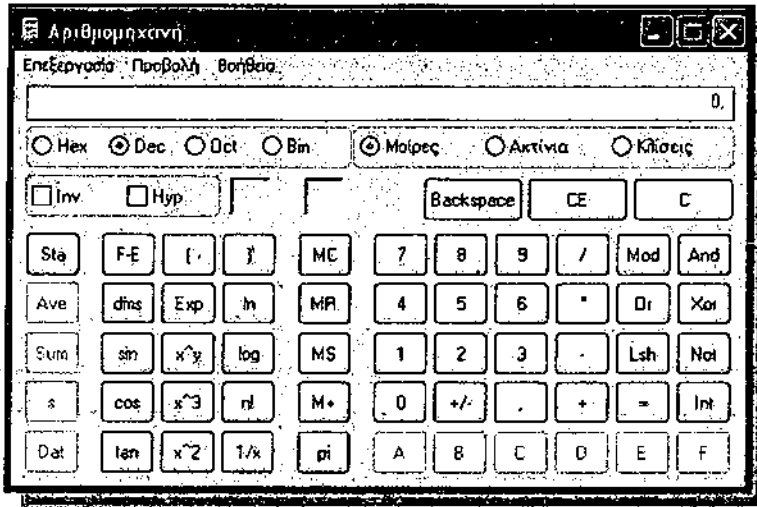 Αριθμομηχανή
Επεξεργασία Προβολή Βοήθεια
0,
Hex Dec Oct Bin Μοίρες Ακτίνια Κλίσεις
Inv Hyp Backspace CE C
Sta F-E ( ) MC 7 8 9 / Mod And
Ave dms Exp ln MR 4 5 6 * Or Xor
Sum sin x^y log MS 1 2 3 - Lsh Not
s cos x^3 n! M+ 0 +/- , + = Int
Dat tan x^2 1/x pi A B C D E F